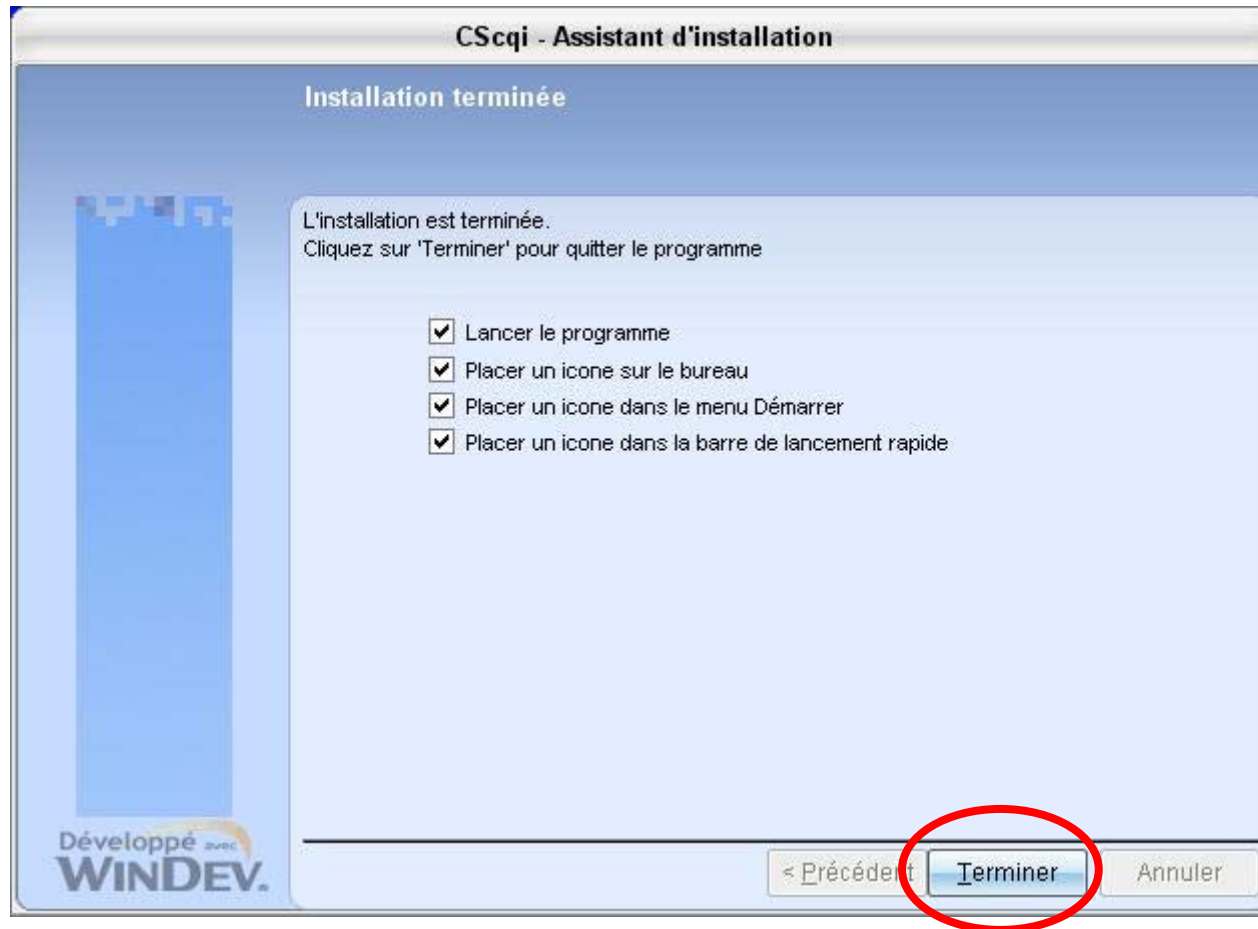 CScqi - Assistant d'installation
Installation terminée
L'installation est terminée.
Cliquez sur 'Terminer' pour quitter le programme
Lancer le programme
Placer un icone sur le bureau
Placer un icone dans le menu Démarrer
Placer un icone dans la barre de lancement rapide
Développé avec
WINDEV.
< Précédent Terminer Annuler